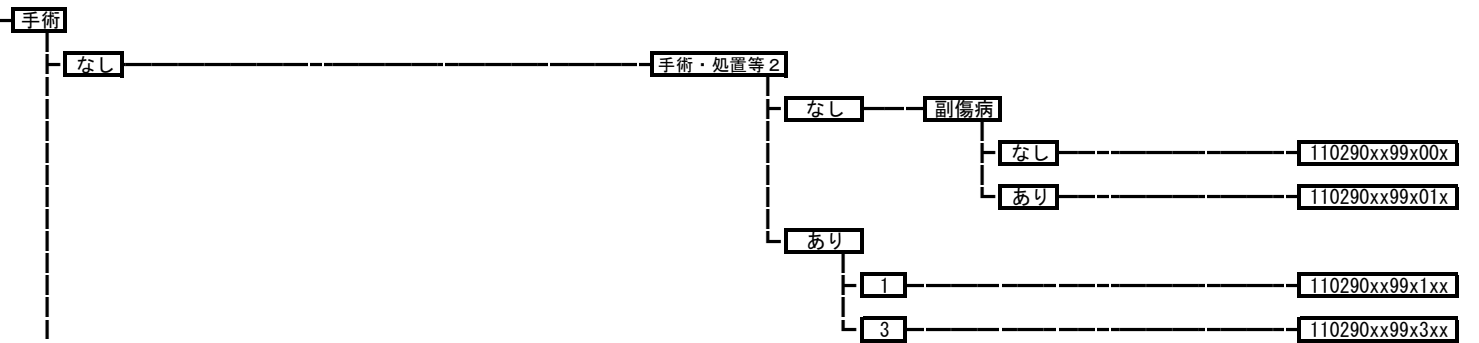 手術
なし 手術・処置等2
なし 副傷病
なし 110290xx99x00x
あり 110290xx99x01x
あり
1 110290xx99x1xx
3 110290xx99x3xx